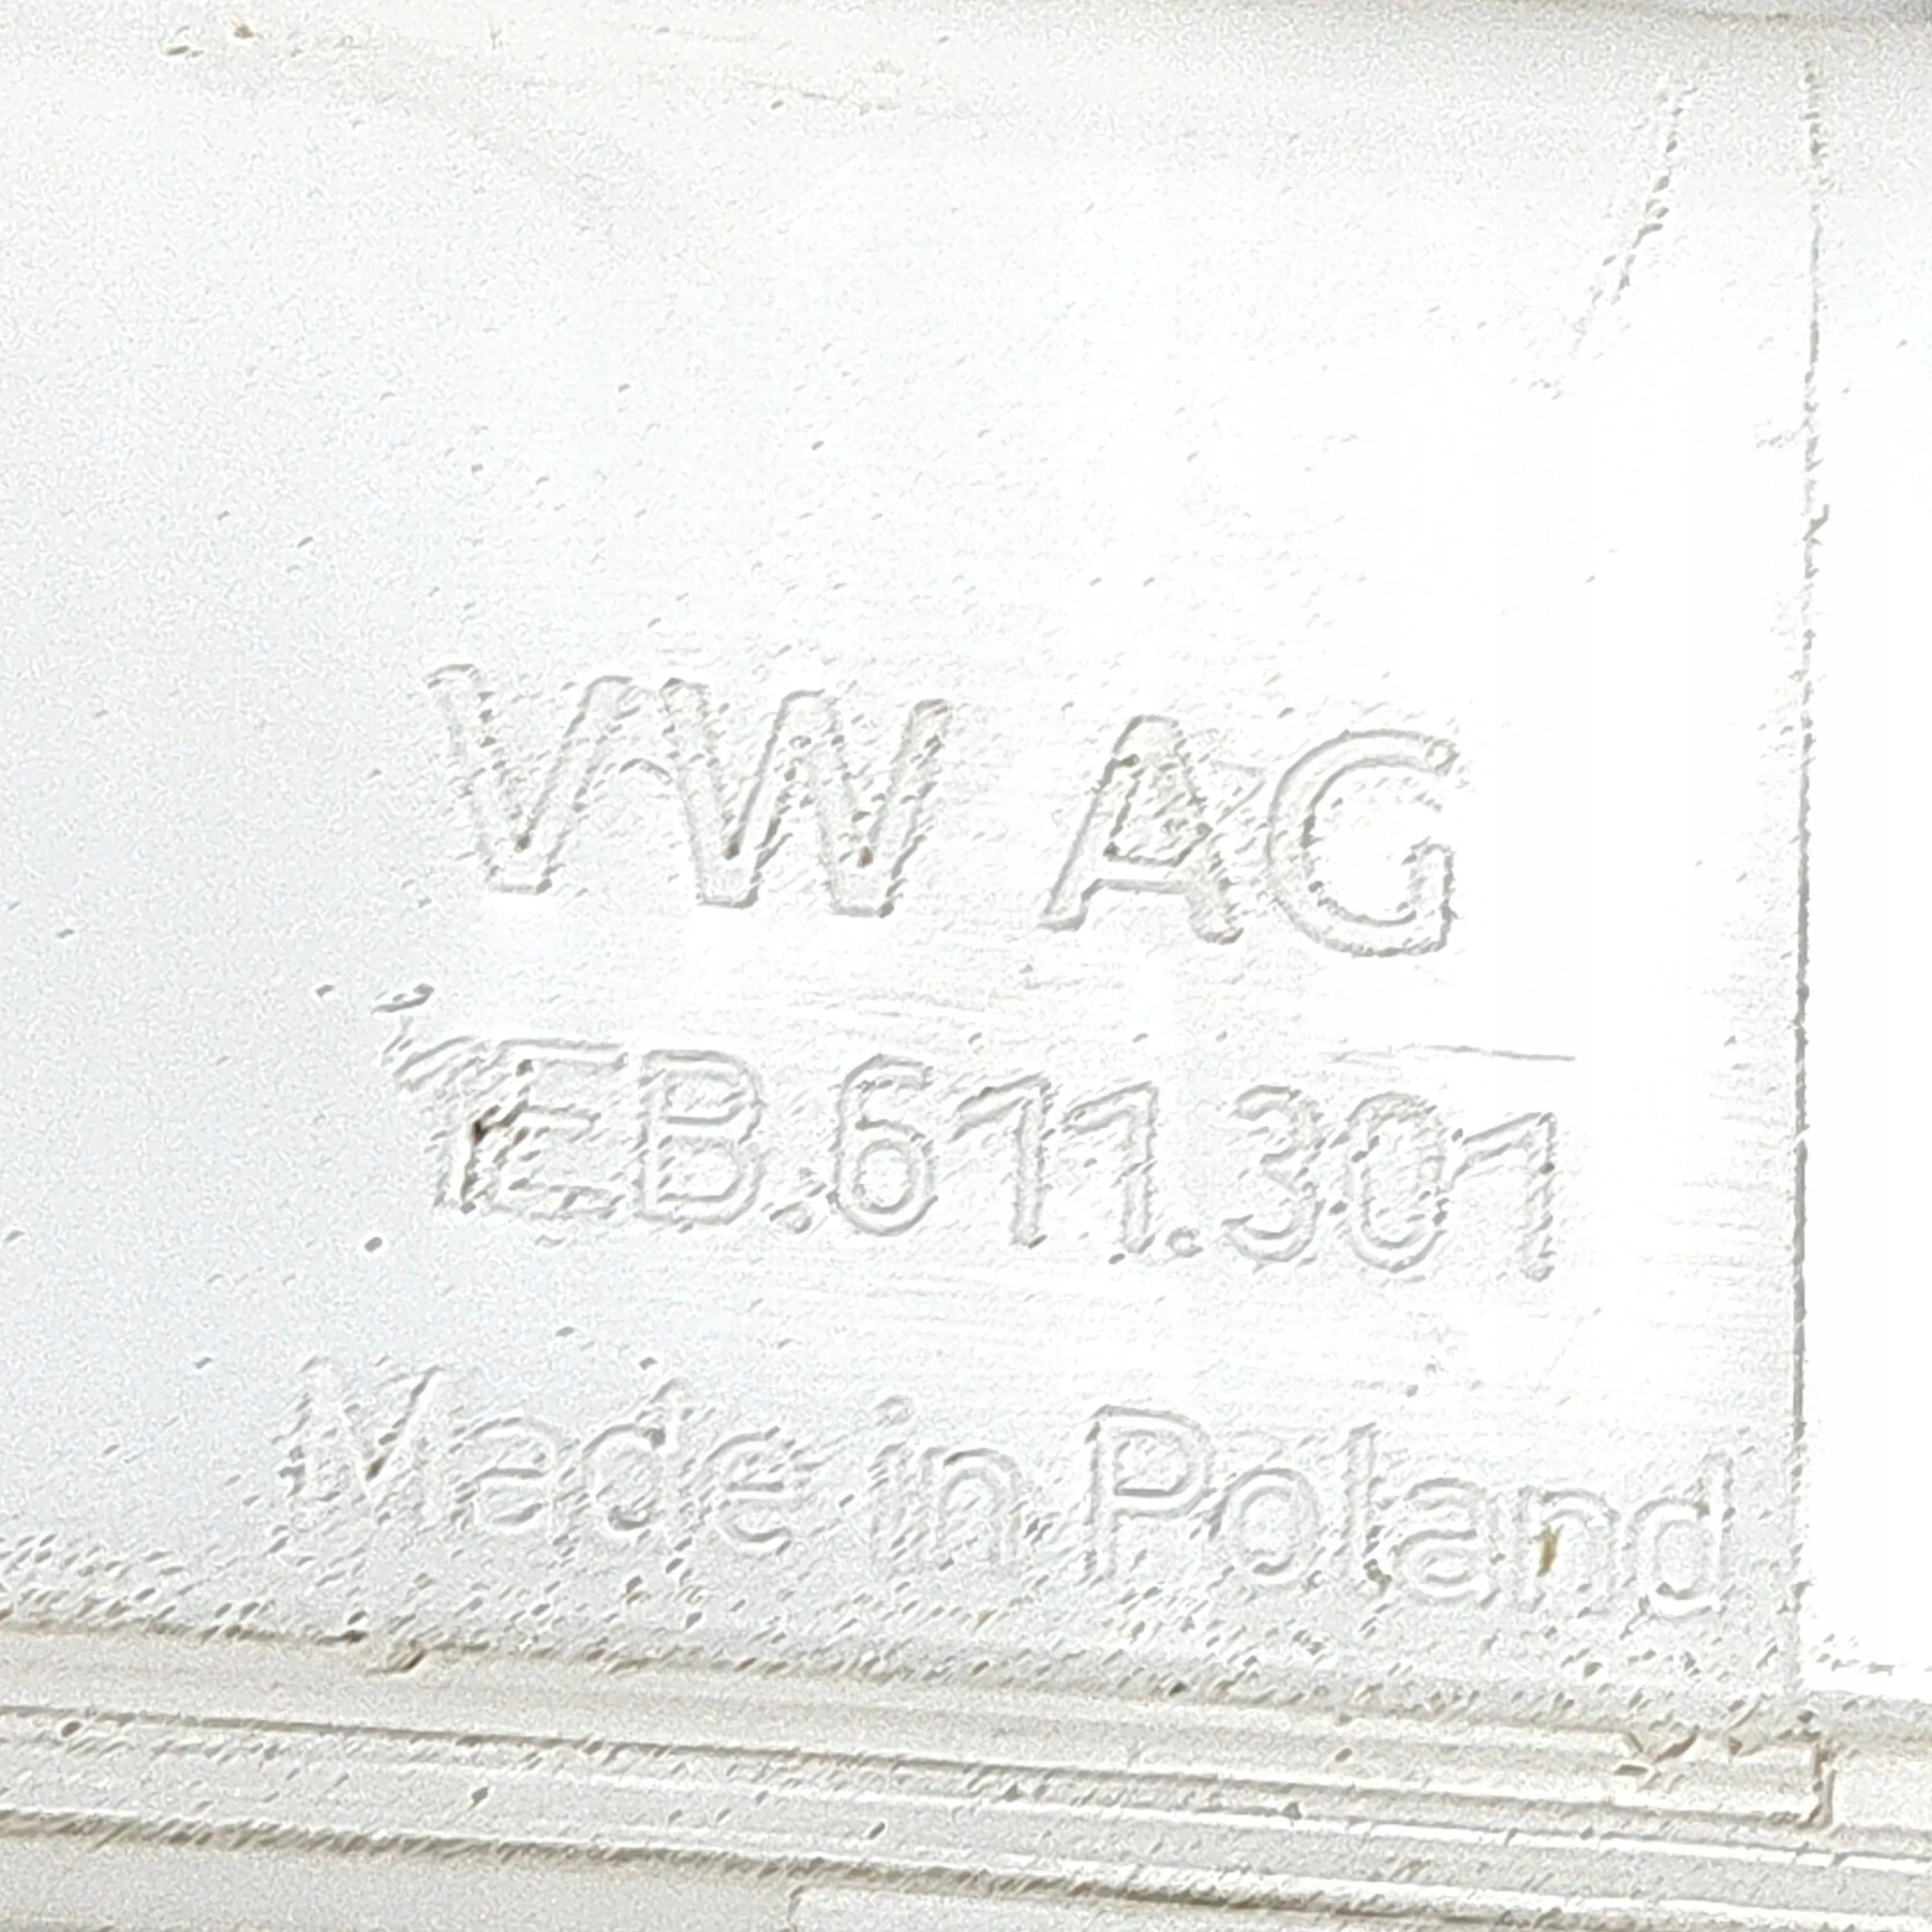 VW AG
1EB.611.301
Made in Poland